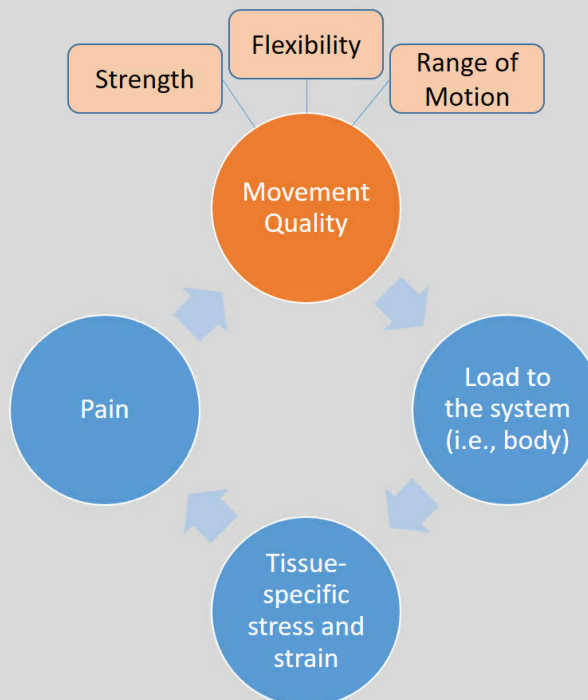 Flexibility
Strength
Range of
Motion
Movement
Quality
Pain
Load to
the system
(i.e., body)
Tissue-
specific
stress and
strain